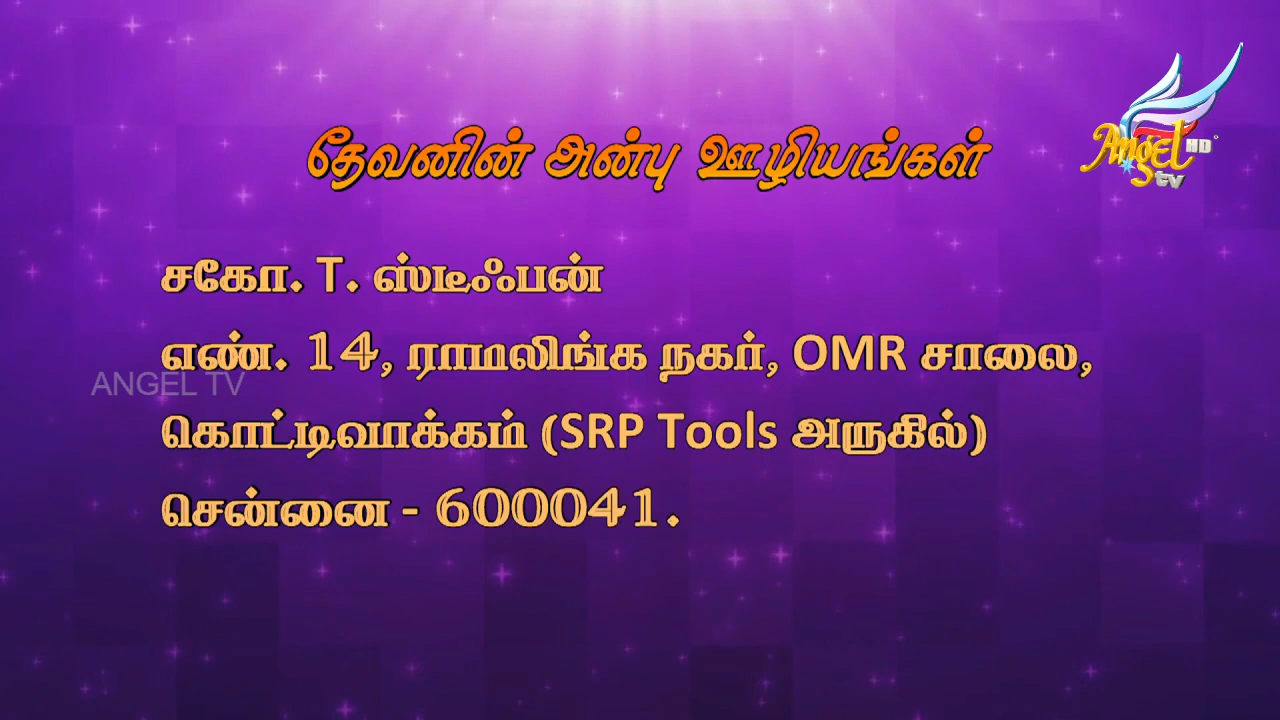 தேவனின் அன்பு ஊழியங்கள்
Angel HD
tv
சகோ. T. ஸ்டீஃபன்
எண். 14, ராமலிங்க நகர், OMR சாலை,
ANGEL TV
கொட்டிவாக்கம் (SRP Tools அருகில்)
சென்னை - 600041.